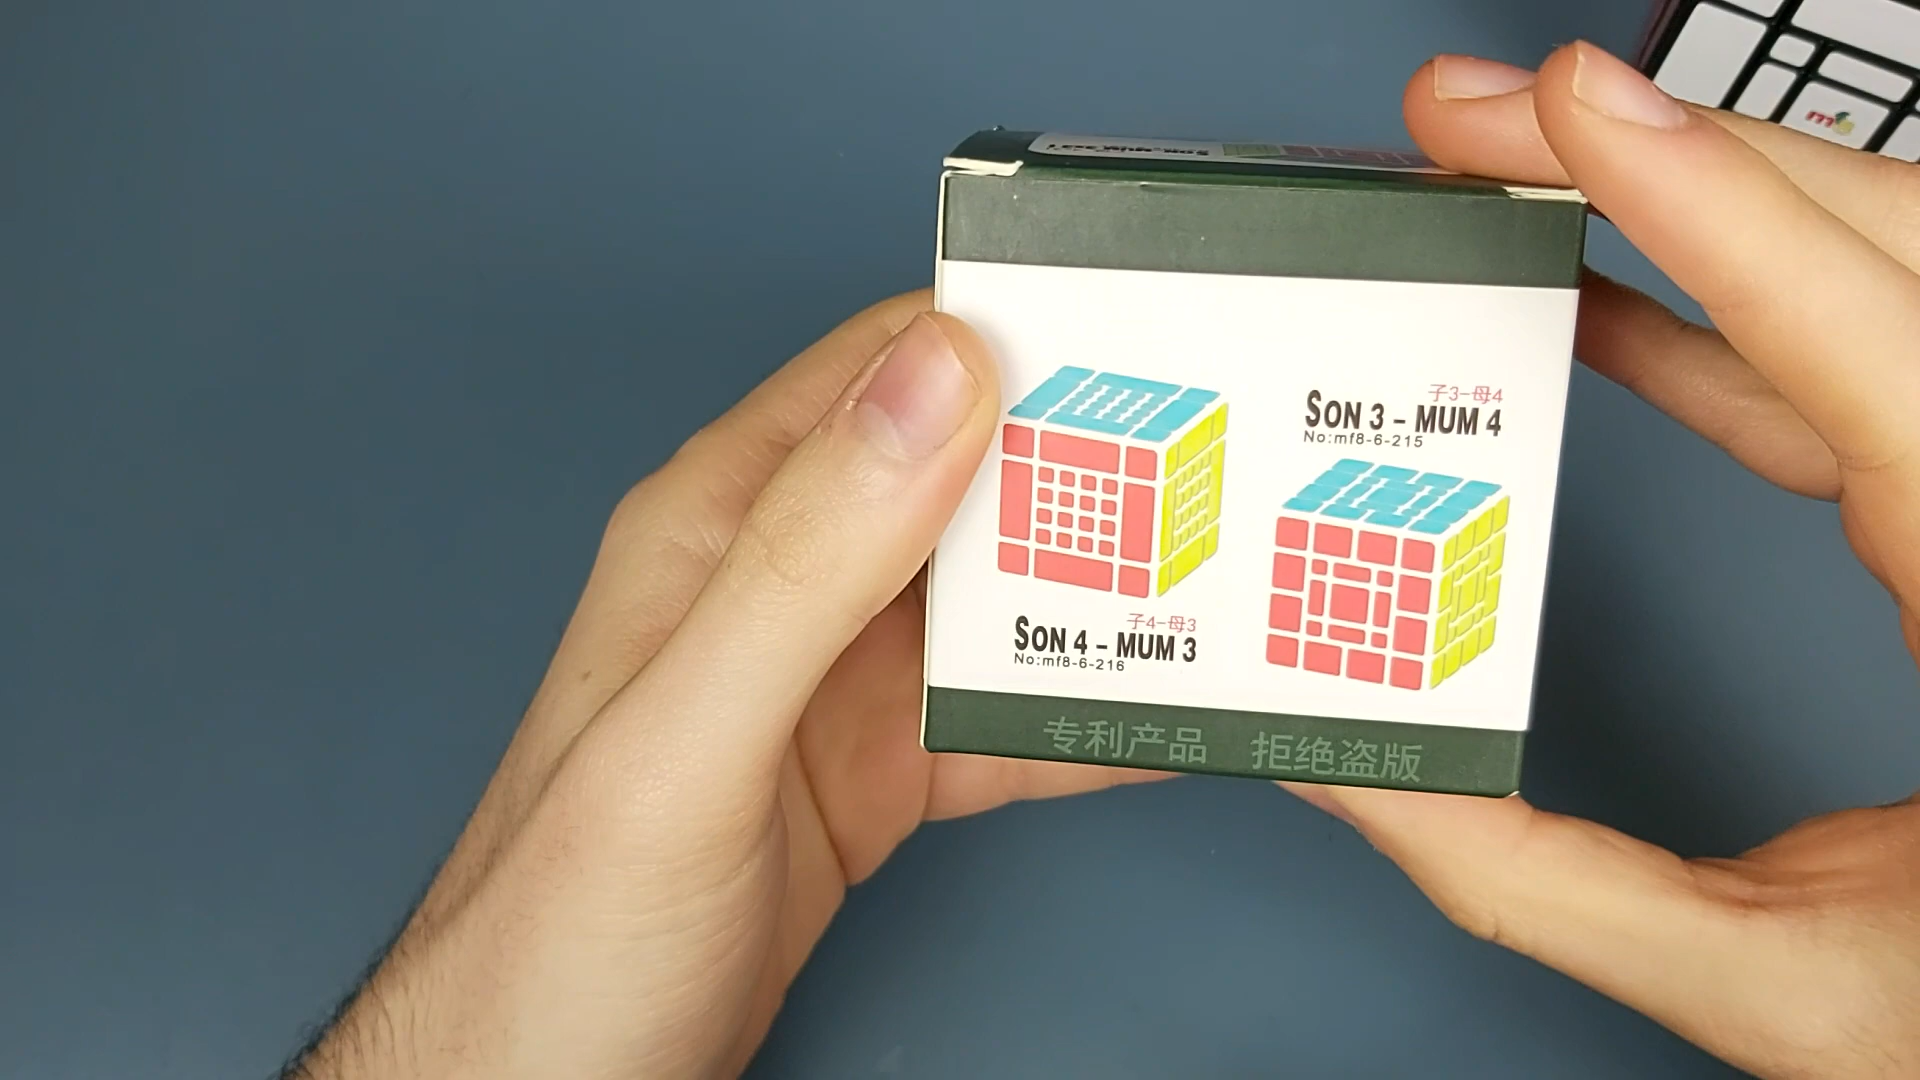 子3-母4
SON 3 - MUM 4
No:mf8-6-215
子4-母3
SON 4 - MUM 3
No:mf8-6-216
专利产品 拒绝盗版